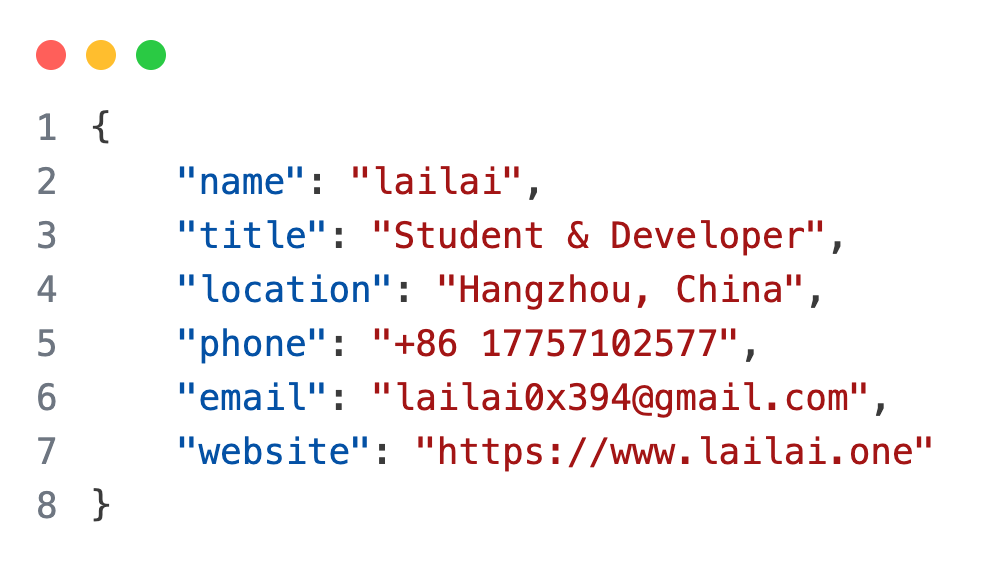 1 {
2     "name": "lailai",
3     "title": "Student & Developer",
4     "location": "Hangzhou, China",
5     "phone": "+86 17757102577",
6     "email": "lailai0x394@gmail.com",
7     "website": "https://www.lailai.one"
8 }